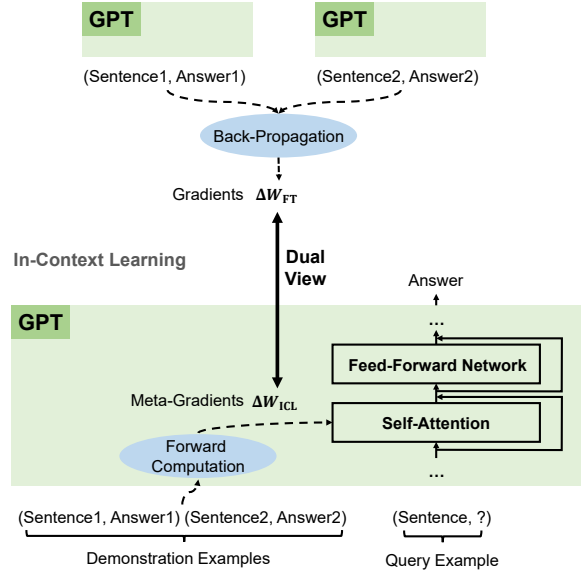 GPT
GPT
(Sentence1, Answer1)
(Sentence2, Answer2)
Back-Propagation
Gradients ΔW_FT
In-Context Learning
Dual
View
Answer
...
GPT
Feed-Forward Network
Meta-Gradients ΔW_ICL
Self-Attention
Forward
Computation
...
(Sentence1, Answer1) (Sentence2, Answer2)
(Sentence, ?)
Demonstration Examples
Query Example